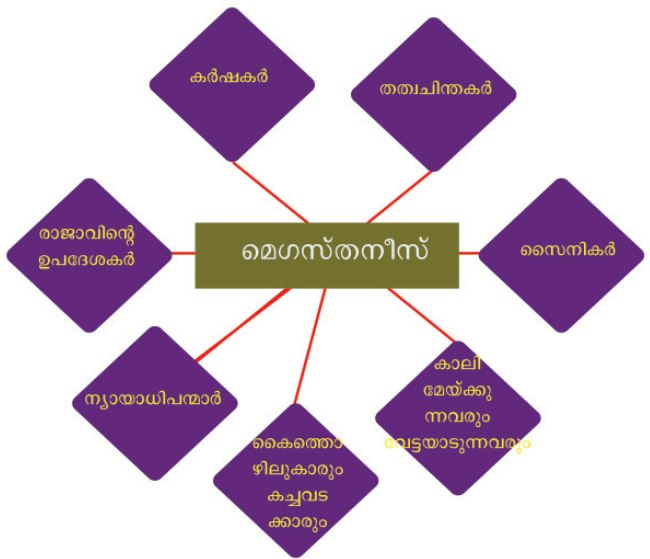 കർഷകർ
തത്വചിന്തകർ
രാജാവിന്റെ
ഉപദേശകർ
മെഗസ്തനീസ്
സൈനികർ
ന്യായാധിപന്മാർ
കൈത്തൊ
ഴിലുകാരും
കച്ചവട
ക്കാരും
കാലി
മേയ്ക്കു
ന്നവരും
വേട്ടയാടുന്നവരും